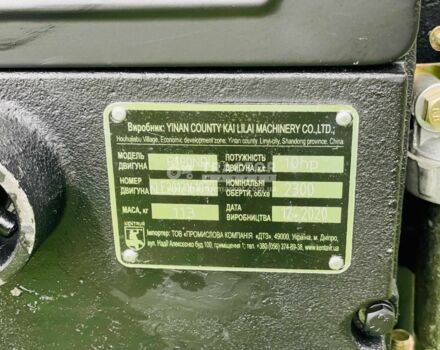 Виробник: YINAN COUNTY KAI LILAI MACHINERY CO.,LTD.;
Houhuiabu Village, Economic development zone, Yinan county, Linyi city, Shandong province, China
МОДЕЛЬ ДВИГУНА
ПОТУЖНІСТЬ ДВИГУНА, к.с. 10hp
НОМЕР ДВИГУНА
НОМІНАЛЬНІ ОБЕРТИ, об/хв 2300
МАСА, кг 113
ДАТА ВИРОБНИЦТВА 12.2020
KENTAVR
Імпортер: ТОВ «ПРОМИСЛОВА КОМПАНІЯ «ДТЗ», 49000, Україна, м. Дніпро,
вул. Надії Алексєєнко буд.100, приміщення 1; тел.:+380 (056) 374-89-38, www.kentavr.ua